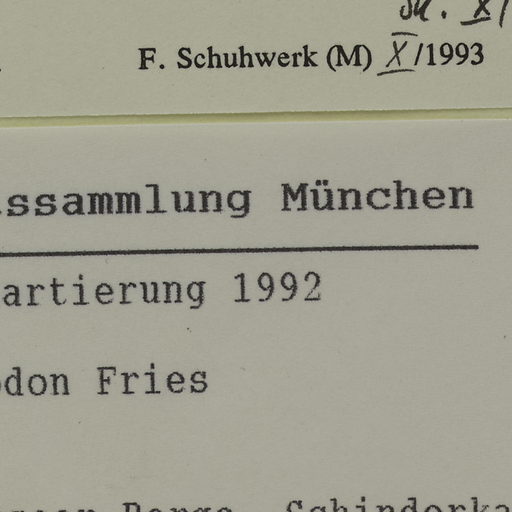 F. Schuhwerk (M) X/1993
ssammlung München
artierung 1992
don Fries